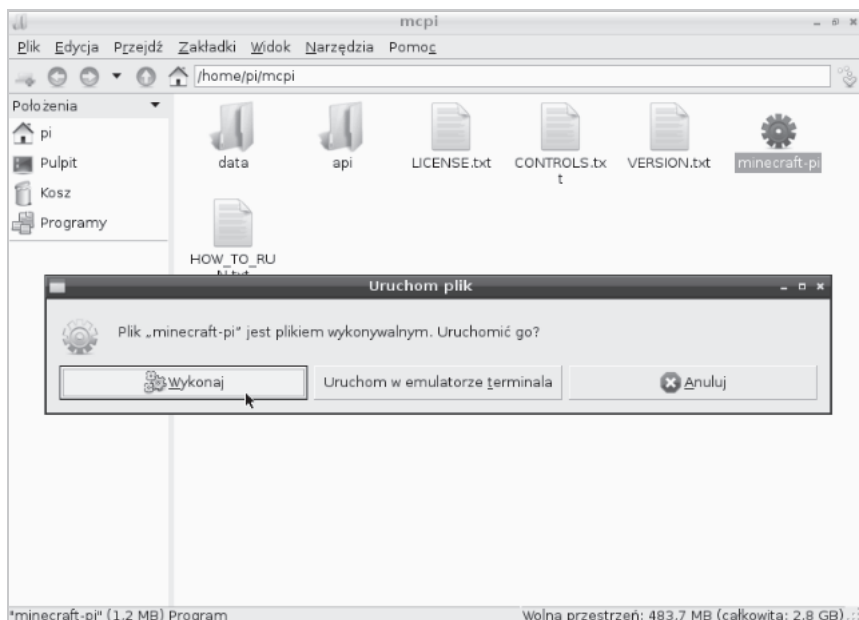 mcpi
Plik Edycja Przejdź Zakładki Widok Narzędzia Pomoc
/home/pi/mcpi
Położenia
pi
Pulpit
Kosz
Programy
data api LICENSE.txt CONTROLS.tx VERSION.txt minecraft-pi
t
HOW_TO_RU
N.txt
Uruchom plik
Plik „minecraft-pi” jest plikiem wykonywalnym. Uruchomić go?
Wykonaj Uruchom w emulatorze terminala Anuluj
"minecraft-pi" (1,2 MB) Program Wolna przestrzeń: 483,7 MB (całkowita: 2,8 GB)